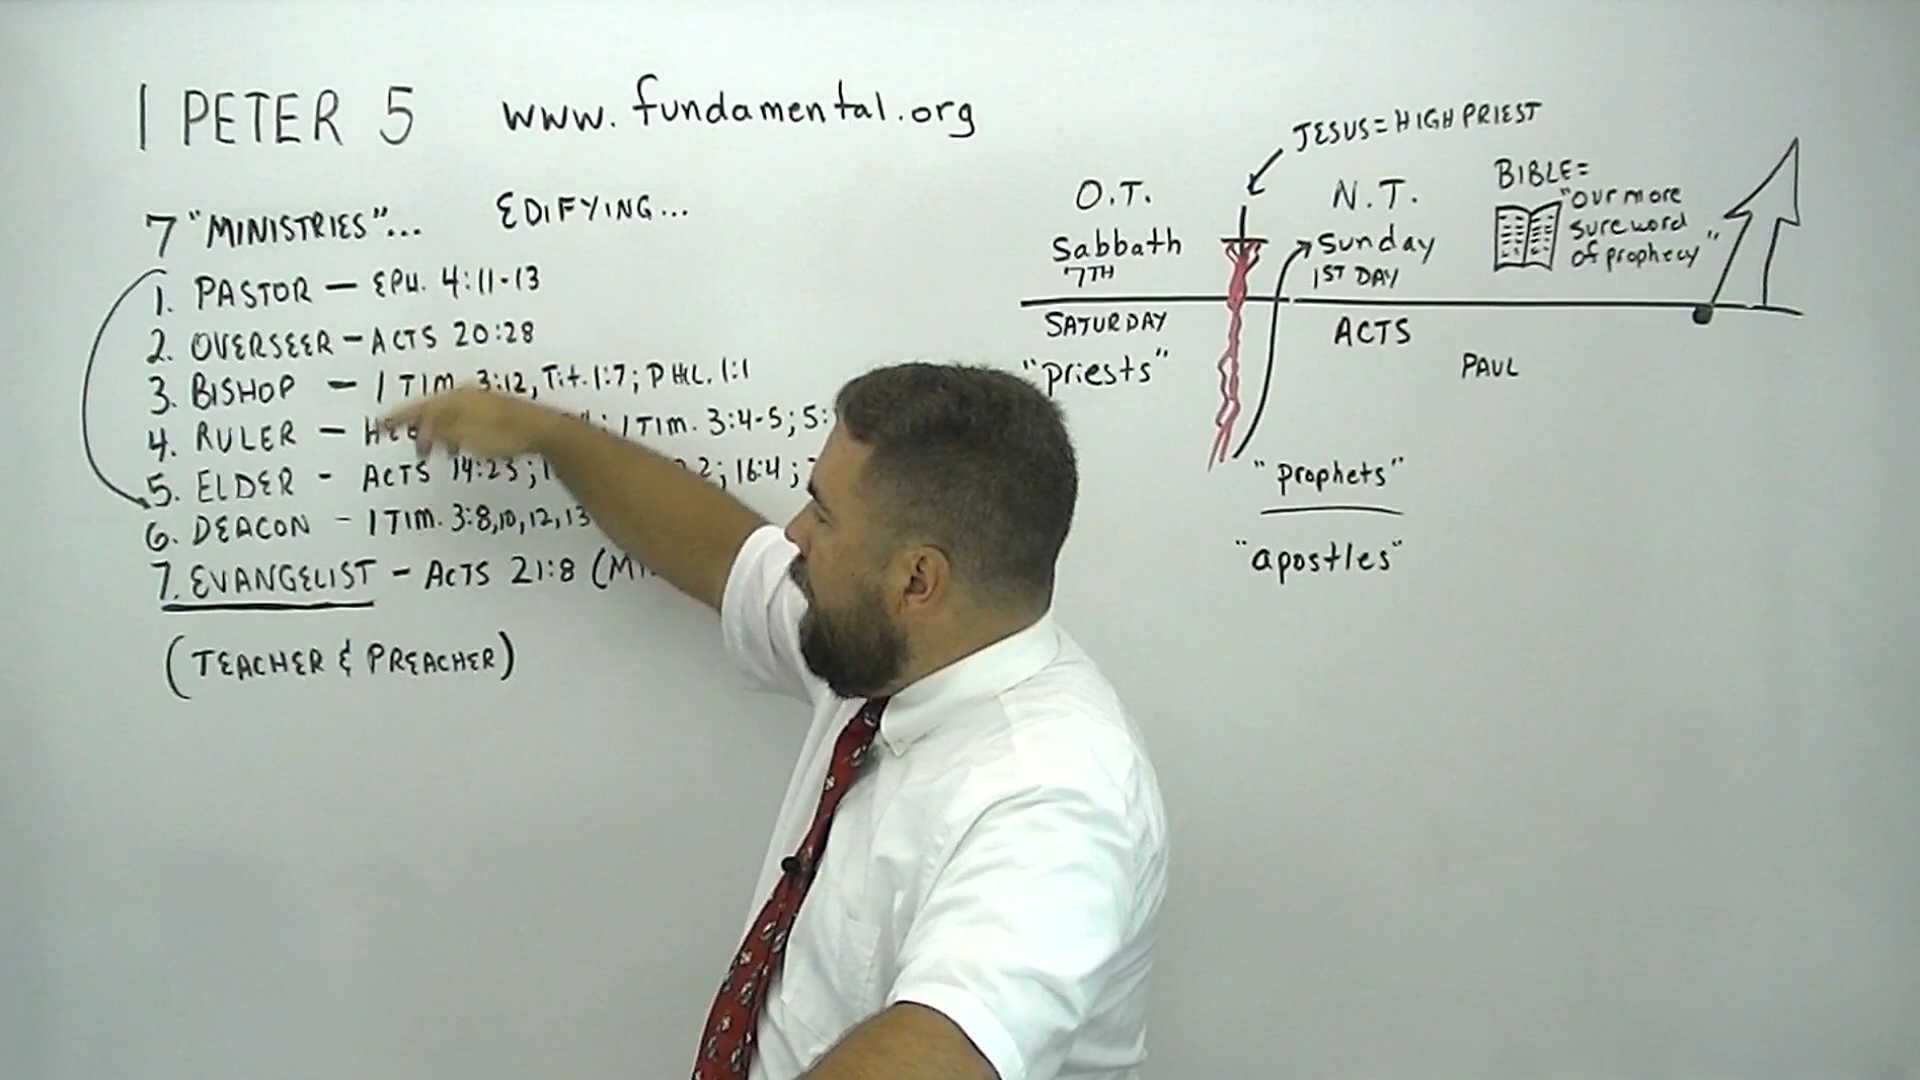 1 PETER 5 www.fundamental.org
7 "MINISTRIES"... EDIFYING...
1. PASTOR - EPH. 4:11-13
2. OVERSEER - ACTS 20:28
3. BISHOP - 1 TIM. 3:12, Tit. 1:7; PHIL. 1:1
4. RULER - HEB 1 TIM. 3:4-5; 5:
5. ELDER - ACTS 14:23; 2; 16:4;
6. DEACON - 1 TIM. 3:8,10,12,13
7. EVANGELIST - ACTS 21:8
(TEACHER & PREACHER)
JESUS = HIGH PRIEST
O.T.
Sabbath
7TH
SATURDAY
"priests"
N.T.
Sunday
1ST DAY
ACTS
PAUL
"prophets"
"apostles"
BIBLE=
"our more
sure word
of prophecy"